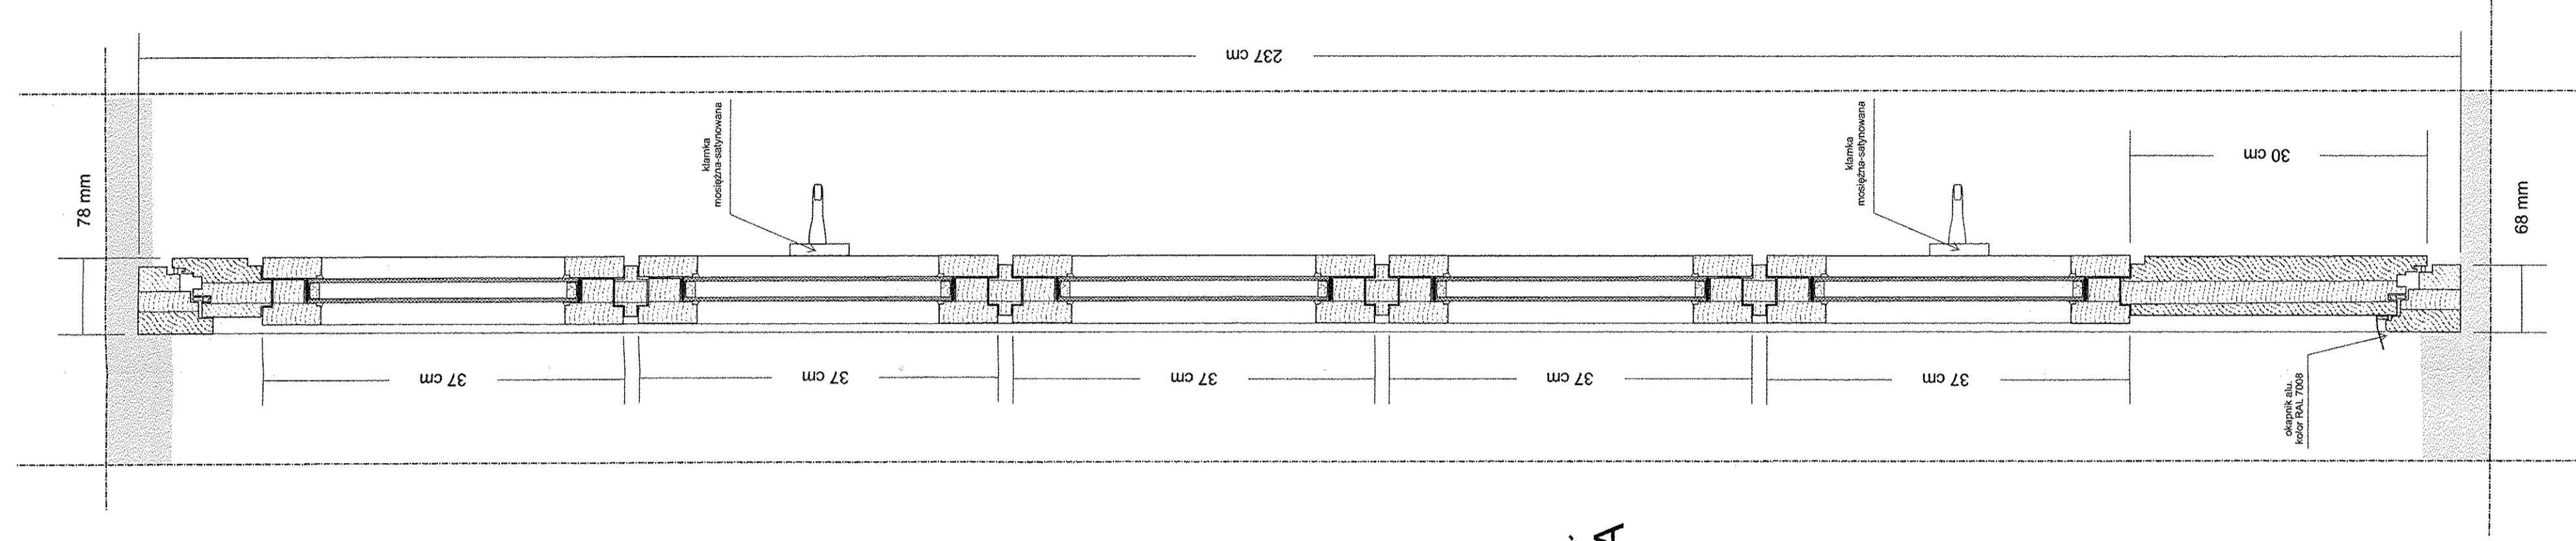 237 cm
klamka
mosiężna-satynowana
klamka
mosiężna-satynowana
30 cm
78 mm
68 mm
37 cm
37 cm
37 cm
37 cm
37 cm
okapnik alu.
kolor RAL 7008